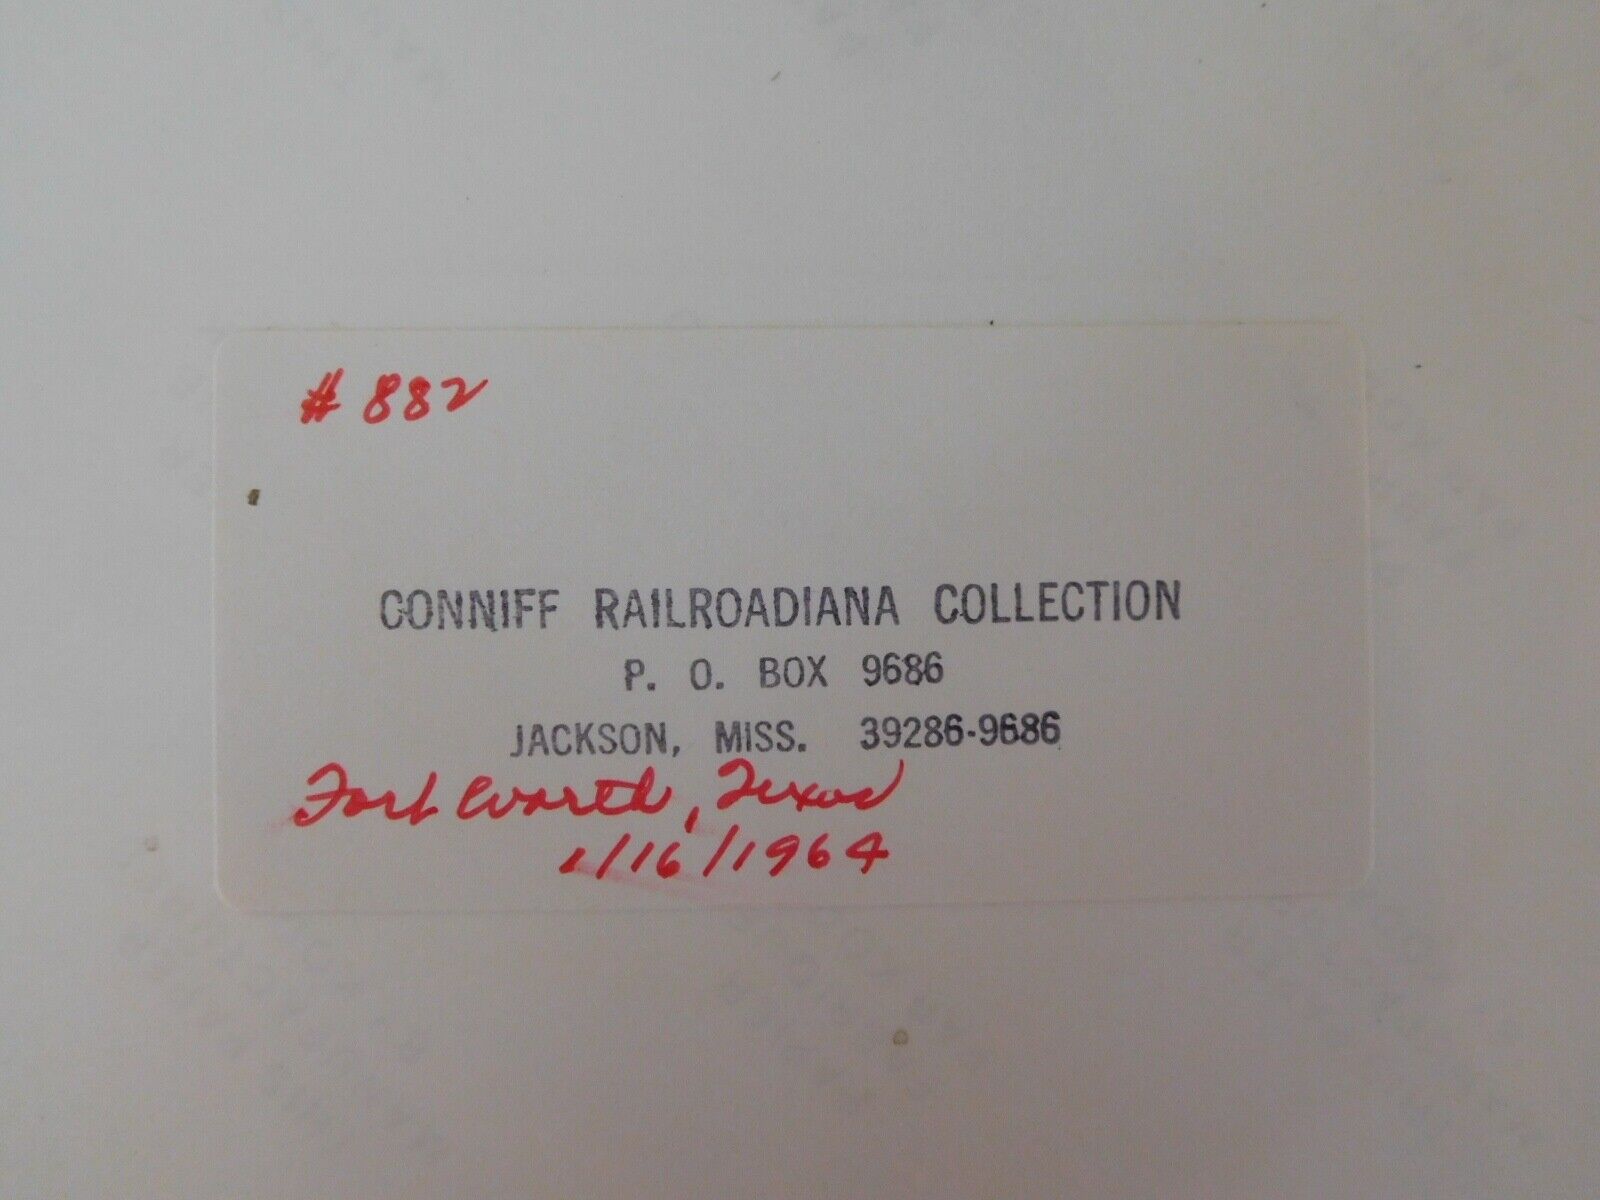 # 882
CONNIFF RAILROADIANA COLLECTION
P. O. BOX 9686
JACKSON, MISS. 39286-9686
Fort Worth, Texas
1/16/1964